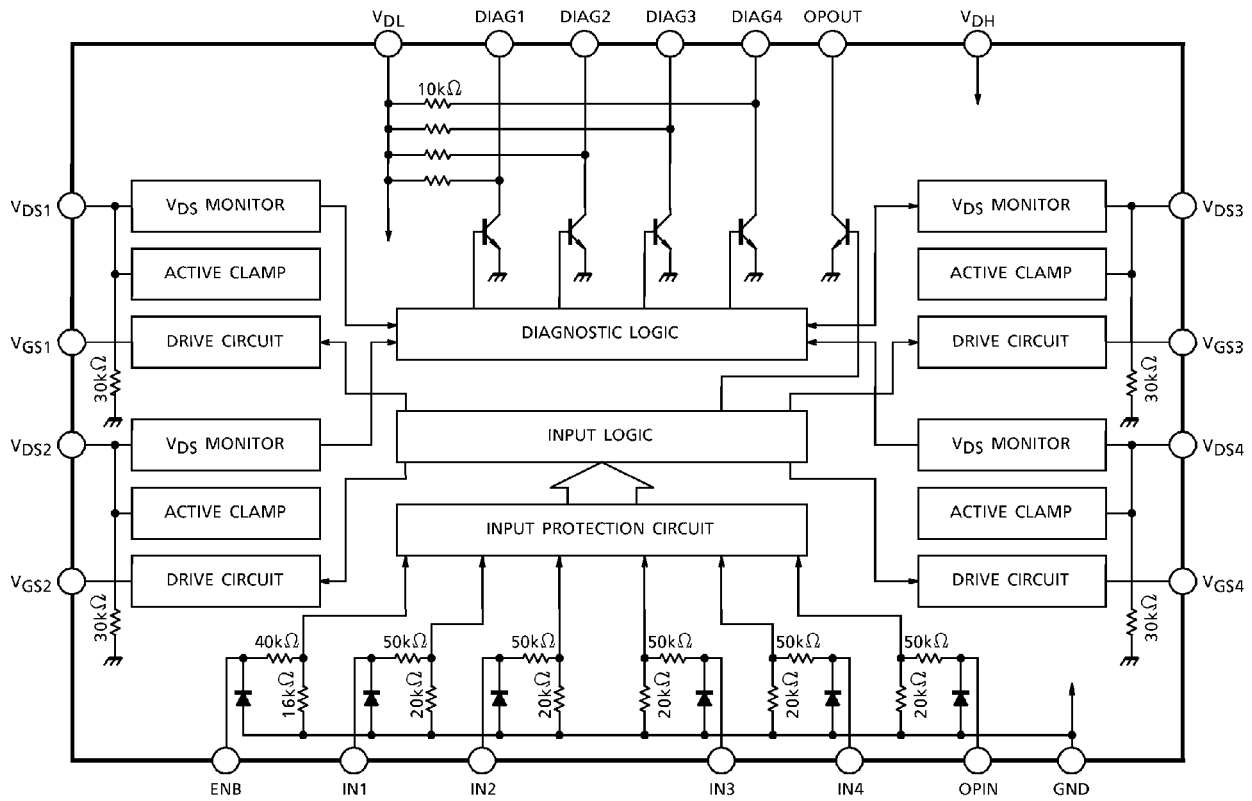 VDL DIAG1 DIAG2 DIAG3 DIAG4 OPOUT VDH
10kΩ
VDS1 VDS MONITOR VDS MONITOR VDS3
ACTIVE CLAMP ACTIVE CLAMP
VGS1 DRIVE CIRCUIT DIAGNOSTIC LOGIC DRIVE CIRCUIT VGS3
30kΩ 30kΩ
VDS2 VDS MONITOR INPUT LOGIC VDS MONITOR VDS4
ACTIVE CLAMP INPUT PROTECTION CIRCUIT ACTIVE CLAMP
VGS2 DRIVE CIRCUIT DRIVE CIRCUIT VGS4
30kΩ 30kΩ
40kΩ 50kΩ 50kΩ 50kΩ 50kΩ 50kΩ
16kΩ 20kΩ 20kΩ 20kΩ 20kΩ 20kΩ
ENB IN1 IN2 IN3 IN4 OPIN GND